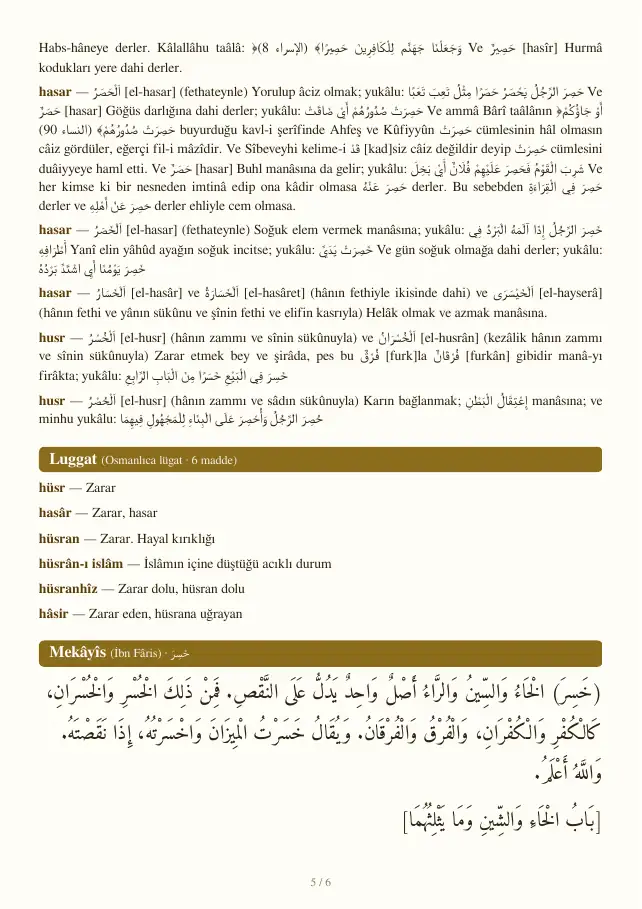 Habs-hâneye derler. Kâlallâhu taâlâ: ﴿وَجَعَلْنَا جَهَنَّم لِلْكَافِرِينَ حَصِيرًا﴾ (الإسراء 8) Ve حَصِيرٌ [hasîr] Hurmâ
kodukları yere dahi derler.
hasar — اَلْحَصَرُ [el-hasar] (fethateynle) Yorulup âciz olmak; yukâlu: حَصِرَ الرَّجُلُ يَحْصَرُ حَصَرًا مِثْلُ تَعِبَ تَعَبًا Ve
حَصَرٌ [hasar] Göğüs darlığına dahi derler; yukâlu: حَصِرَتْ صُدُورُهُمْ أَيْ ضَاقَتْ Ve ammâ Bârî taâlânın ﴿أَوْ جَاؤُكُمْ
حَصِرَتْ صُدُورُهُمْ﴾ (النساء 90) buyurduğu kavl-i şerîfinde Ahfeş ve Kûfiyyûn حَصِرَتْ cümlesinin hâl olmasın
câiz gördüler, eğerçi fil-i mâzîdir. Ve Sîbeveyhi kelime-i قد [kad]siz câiz değildir deyip حَصِرَتْ cümlesini
duâiyyeye haml etti. Ve حَصَرٌ [hasar] Buhl manâsına da gelir; yukâlu: شَرِبَ الْقَوْمُ فَحَصِرَ عَلَيْهِمْ فُلَانٌ أَيْ بَخِلَ Ve
her kimse ki bir nesneden imtinâ edip ona kâdir olmasa حَصِرَ عَنْهُ derler. Bu sebebden حَصِرَ فِي الْقِرَاءَةِ
derler ve حَصِرَ عَنْ أَهْلِهِ derler ehliyle cem olmasa.
hasar — اَلْخَصَرُ [el-hasar] (fethateynle) Soğuk elem vermek manâsına; yukâlu: خَصِرَ الرَّجُلُ إِذَا آلَمَهُ الْبَرْدُ فِي
أَطْرَافِهِ Yanî elin yâhûd ayağın soğuk incitse; yukâlu: خَصِرَتْ يَدَيَّ Ve gün soğuk olmağa dahi derler; yukâlu:
خَصِرَ يَوْمُنَا أَيِ اشْتَدَّ بَرْدُهُ
hasar — اَلْخَسَارُ [el-hasâr] ve اَلْخَسَارَةُ [el-hasâret] (hânın fethiyle ikisinde dahi) ve اَلْخَيْسَرَى [el-hayserâ]
(hânın fethi ve yânın sükûnu ve şînin fethi ve elifin kasrıyla) Helâk olmak ve azmak manâsına.
husr — اَلْخُسْرُ [el-husr] (hânın zammı ve sînin sükûnuyla) ve اَلْخُسْرَانُ [el-husrân] (kezâlik hânın zammı
ve sînin sükûnuyla) Zarar etmek bey ve şirâda, pes bu فُرْقٌ [furk]la فُرْقَانٌ [furkân] gibidir manâ-yı
firâkta; yukâlu: خَسِرَ فِي الْبَيْعِ خَسَرًا مِنَ الْبَابِ الرَّابِعِ
husr — اَلْحُصْرُ [el-husr] (hânın zammı ve sâdın sükûnuyla) Karın bağlanmak; إِعْتِقَالُ الْبَطْنِ manâsına; ve
minhu yukâlu: حُصِرَ الرَّجُلُ وَأُحْصِرَ عَلَى الْبِنَاءِ لِلْمَجْهُولِ فِيهِمَا
Luggat (Osmanlıca lügat · 6 madde)
hüsr — Zarar
hasâr — Zarar, hasar
hüsran — Zarar. Hayal kırıklığı
hüsrân-ı islâm — İslâmın içine düştüğü acıklı durum
hüsranhîz — Zarar dolu, hüsran dolu
hâsir — Zarar eden, hüsrana uğrayan
Mekâyîs (İbn Fâris) · خَسِرَ
(خَسِرَ) الْخَاءُ وَالسِّينُ وَالرَّاءُ أَصْلٌ وَاحِدٌ يَدُلُّ عَلَى النَّقْصِ. فَمِنْ ذَلِكَ الْخُسْرِ وَالْخُسْرَانِ،
كَالْكُفْرِ وَالْكُفْرَانِ، وَالْفُرْقُ وَالْفُرْقَانُ. وَيُقَالُ خَسَرْتُ الْمِيزَانَ وَأَخْسَرْتُهُ، إِذَا نَقَصْتَهُ.
وَاللَّهُ أَعْلَمُ.
[بَابُ الْخَاءِ وَالشِّينِ وَمَا يَثْلِثُهُمَا]
5 / 6